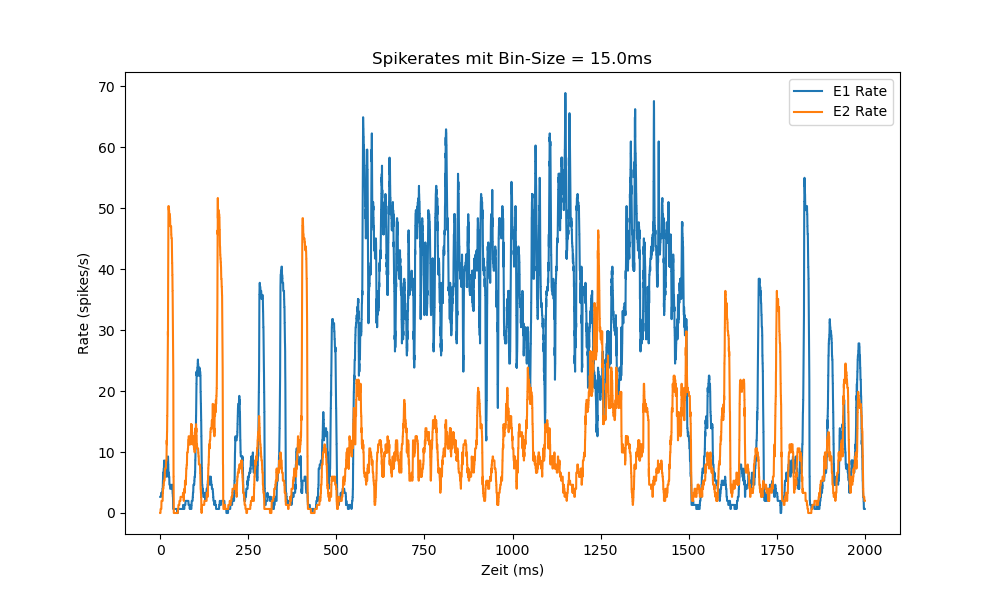 Spikerates mit Bin-Size = 15.0ms
E1 Rate
E2 Rate
Rate (spikes/s)
70
60
50
40
30
20
10
0
0 250 500 750 1000 1250 1500 1750 2000
Zeit (ms)